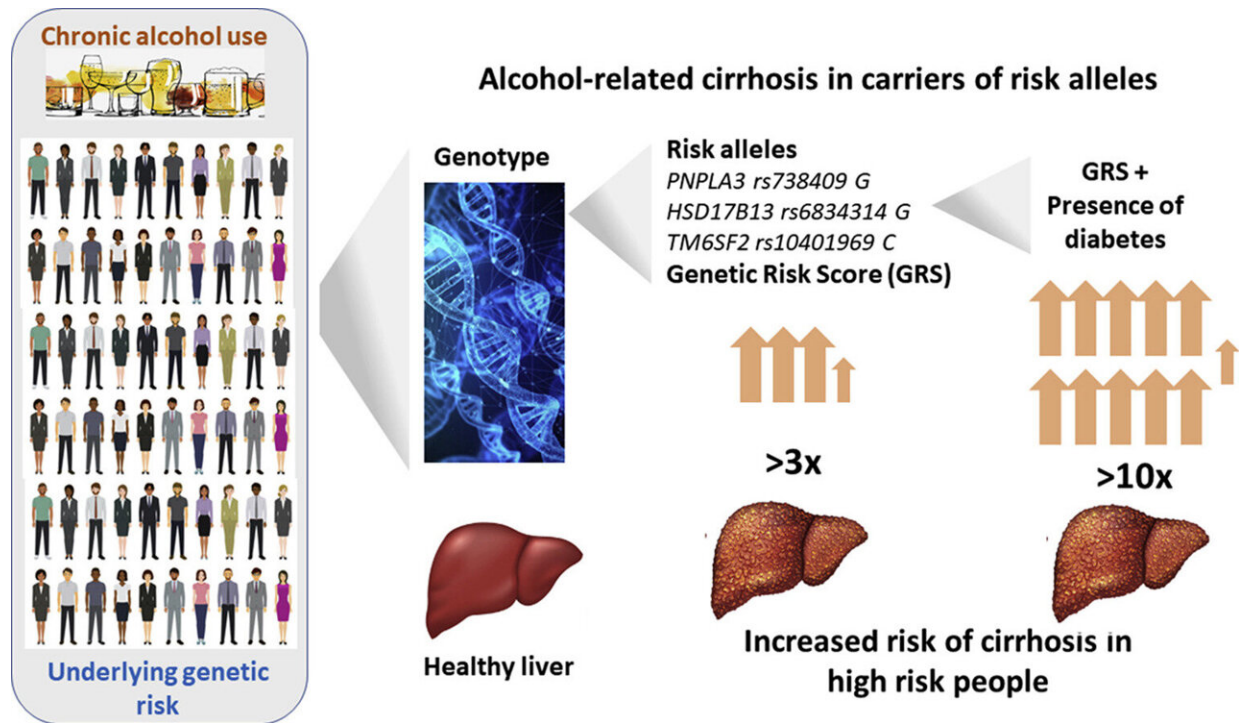 Chronic alcohol use
Underlying genetic
risk
Alcohol-related cirrhosis in carriers of risk alleles
Genotype
Risk alleles
PNPLA3 rs738409 G
HSD17B13 rs6834314 G
TM6SF2 rs10401969 C
Genetic Risk Score (GRS)
GRS +
Presence of
diabetes
>3x
>10x
Healthy liver
Increased risk of cirrhosis in
high risk people